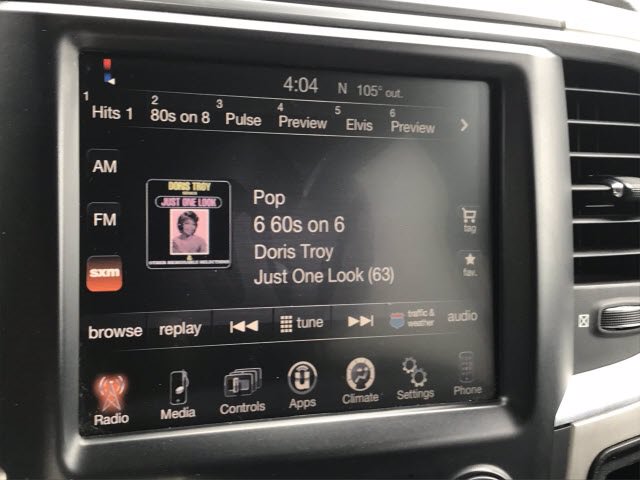 4:04 N 105° out.
1 2 3 4 5 6
Hits 1 80s on 8 Pulse Preview Elvis Preview
AM
FM
sxm
DORIS TROY
JUST ONE LOOK
Pop
6 60s on 6
Doris Troy
Just One Look (63)
tag
fav.
browse replay tune traffic & weather audio
Radio Media Controls Apps Climate Settings Phone